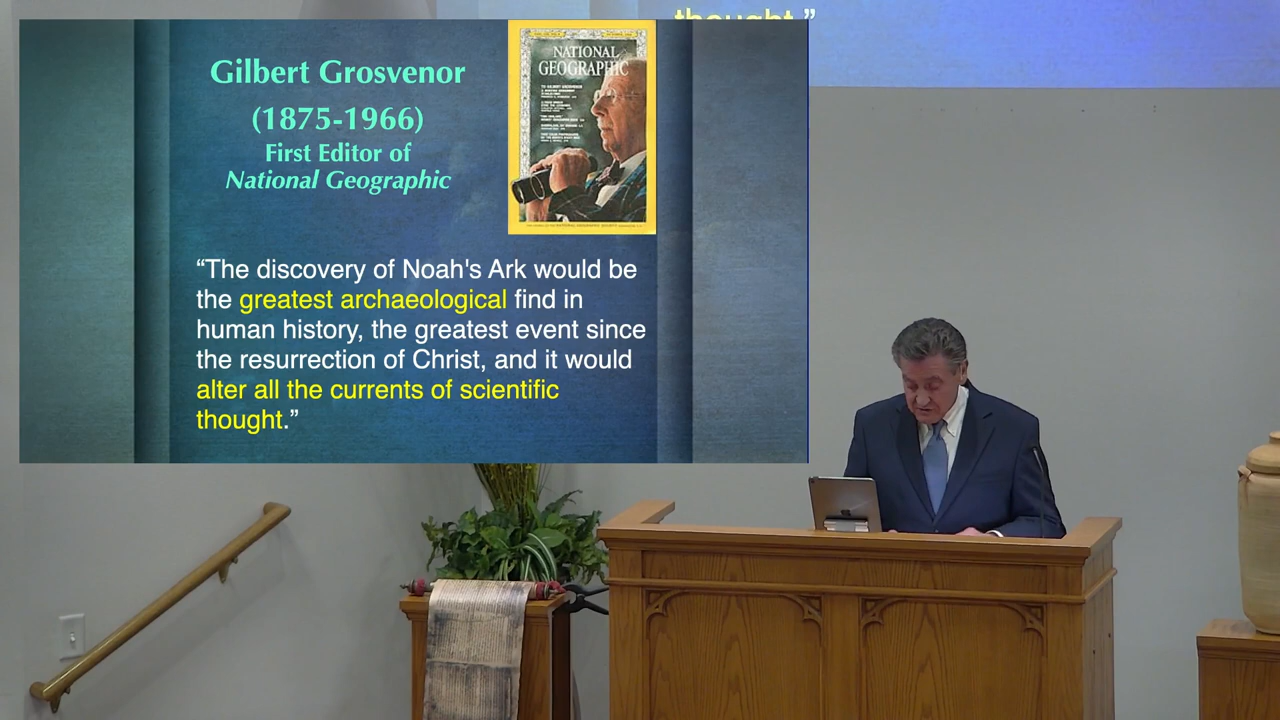 thought.”
Gilbert Grosvenor
(1875-1966)
First Editor of
National Geographic
NATIONAL
GEOGRAPHIC
“The discovery of Noah's Ark would be
the greatest archaeological find in
human history, the greatest event since
the resurrection of Christ, and it would
alter all the currents of scientific
thought.”